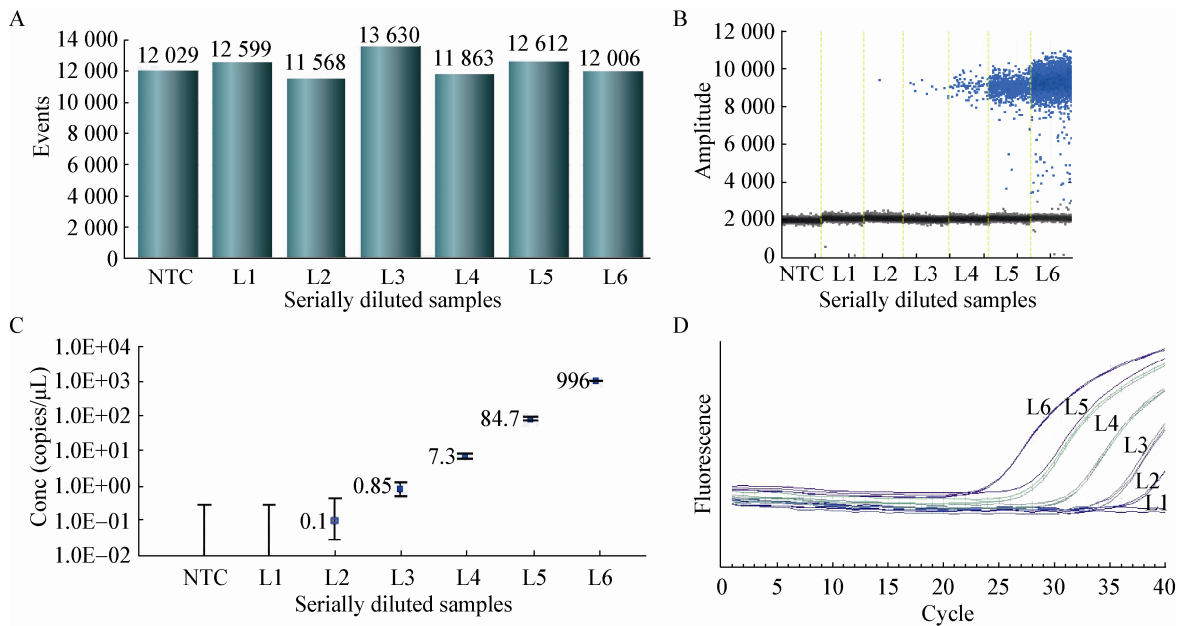 A
14 000
12 000
10 000
8 000
6 000
4 000
2 000
0
Events
12 029
12 599
11 568
13 630
11 863
12 612
12 006
NTC L1 L2 L3 L4 L5 L6
Serially diluted samples
B
12 000
10 000
8 000
6 000
4 000
2 000
0
Amplitude
NTC L1 L2 L3 L4 L5 L6
Serially diluted samples
C
1.0E+04
1.0E+03
1.0E+02
1.0E+01
1.0E+00
1.0E−01
1.0E−02
Conc (copies/μL)
0.1
0.85
7.3
84.7
996
NTC L1 L2 L3 L4 L5 L6
Serially diluted samples
D
Fluorescence
L6 L5
L4
L3
L2
L1
0 5 10 15 20 25 30 35 40
Cycle